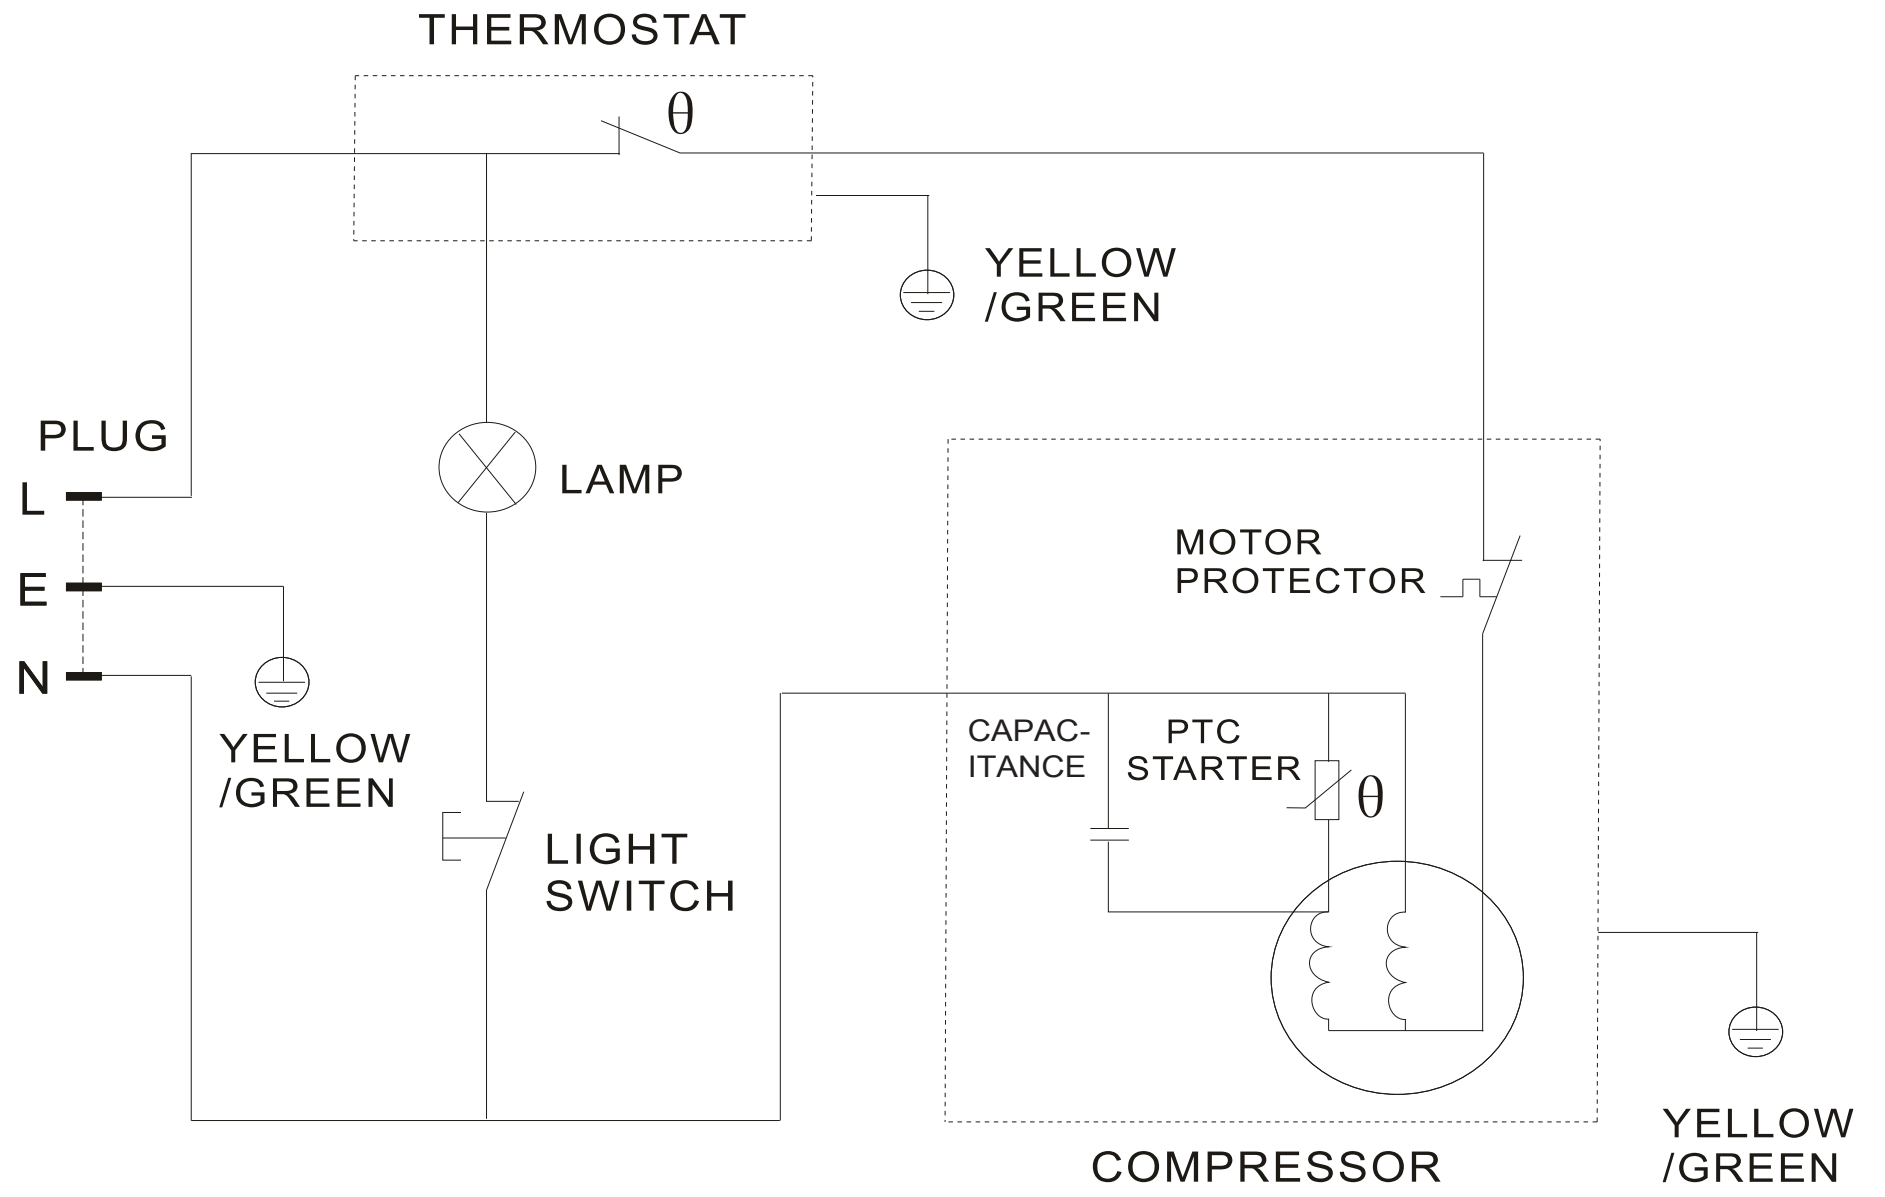 THERMOSTAT
θ
YELLOW
/GREEN
PLUG
L
LAMP
E
N
MOTOR
PROTECTOR
YELLOW
/GREEN
CAPAC-
ITANCE
PTC
STARTER
θ
LIGHT
SWITCH
YELLOW
/GREEN
COMPRESSOR